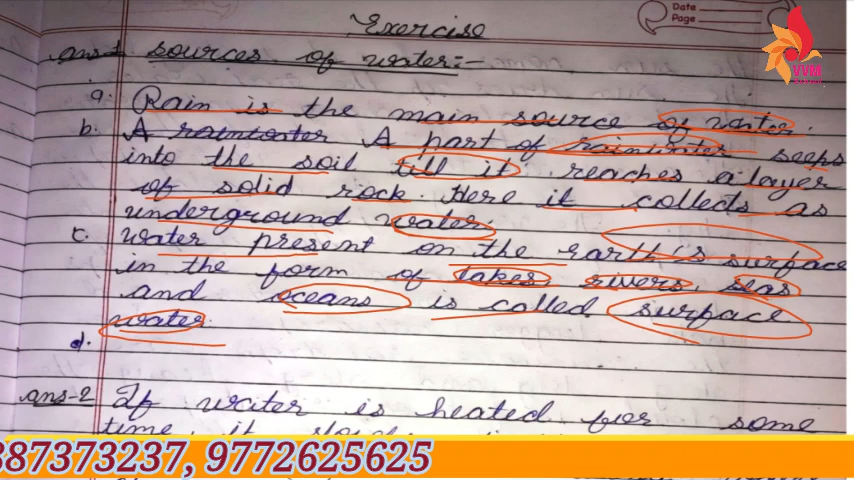 Date
Page
Exercise
ans-1 sources of water:-
a. Rain is the main source of water.
b. A rainwater A part of rainwater seeps
into the soil till it reaches a layer
of solid rock. Here it collects as
underground water.
c. water present on the earth's surface
in the form of lakes rivers, seas
and oceans is called surface
water.
d.
ans-2 If water is heated for some
time it
VVM
387373237, 9772625625